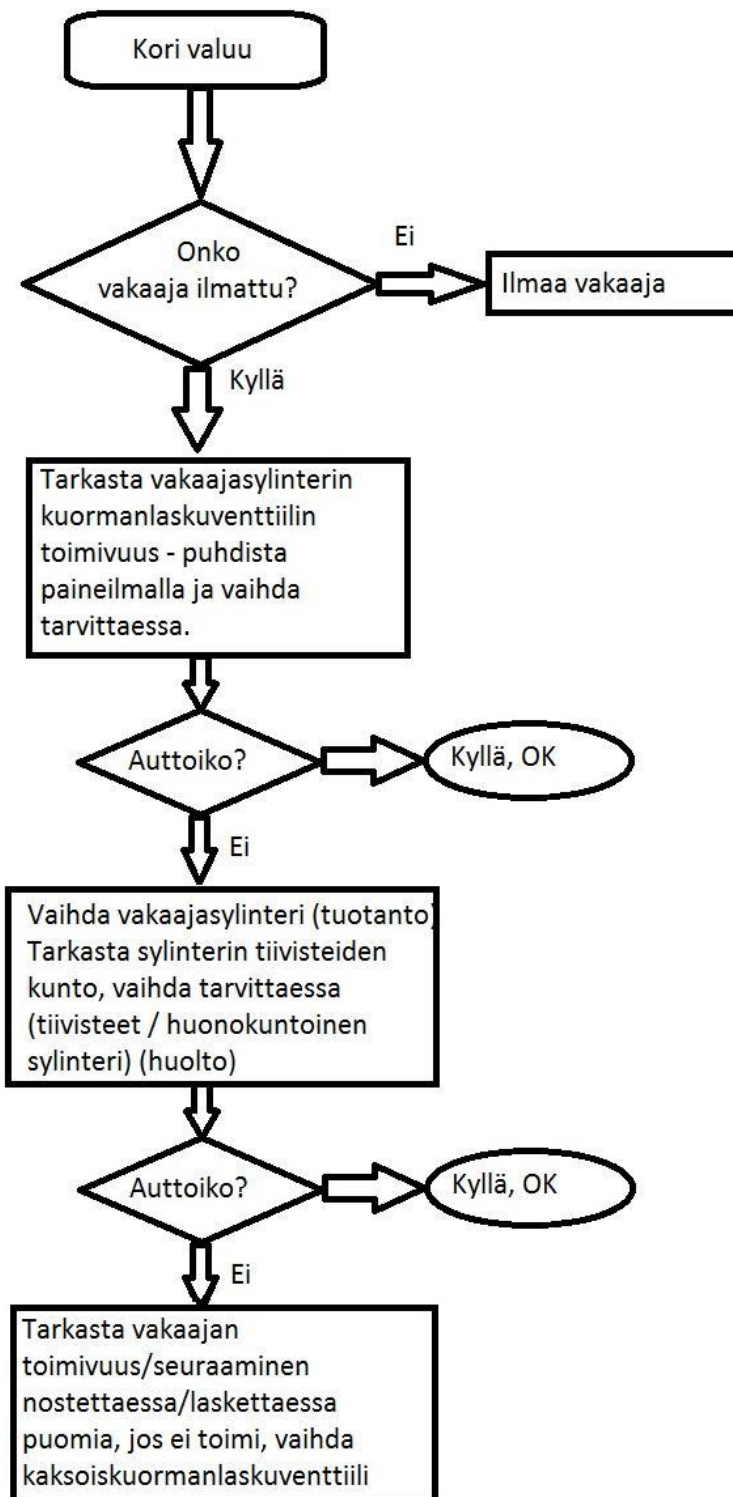 Kori valuu
Onko
vakaaja ilmattu?
Ei
Ilmaa vakaaja
Kyllä
Tarkasta vakaajasylinterin
kuormanlaskuventtiilin
toimivuus - puhdista
paineilmalla ja vaihda
tarvittaessa.
Auttoiko?
Kyllä, OK
Ei
Vaihda vakaajasylinteri (tuotanto)
Tarkasta sylinterin tiivisteiden
kunto, vaihda tarvittaessa
(tiivisteet / huonokuntoinen
sylinteri) (huolto)
Auttoiko?
Kyllä, OK
Ei
Tarkasta vakaajan
toimivuus/seuraaminen
nostettaessa/laskettaessa
puomia, jos ei toimi, vaihda
kaksoiskuormanlaskuventtiili